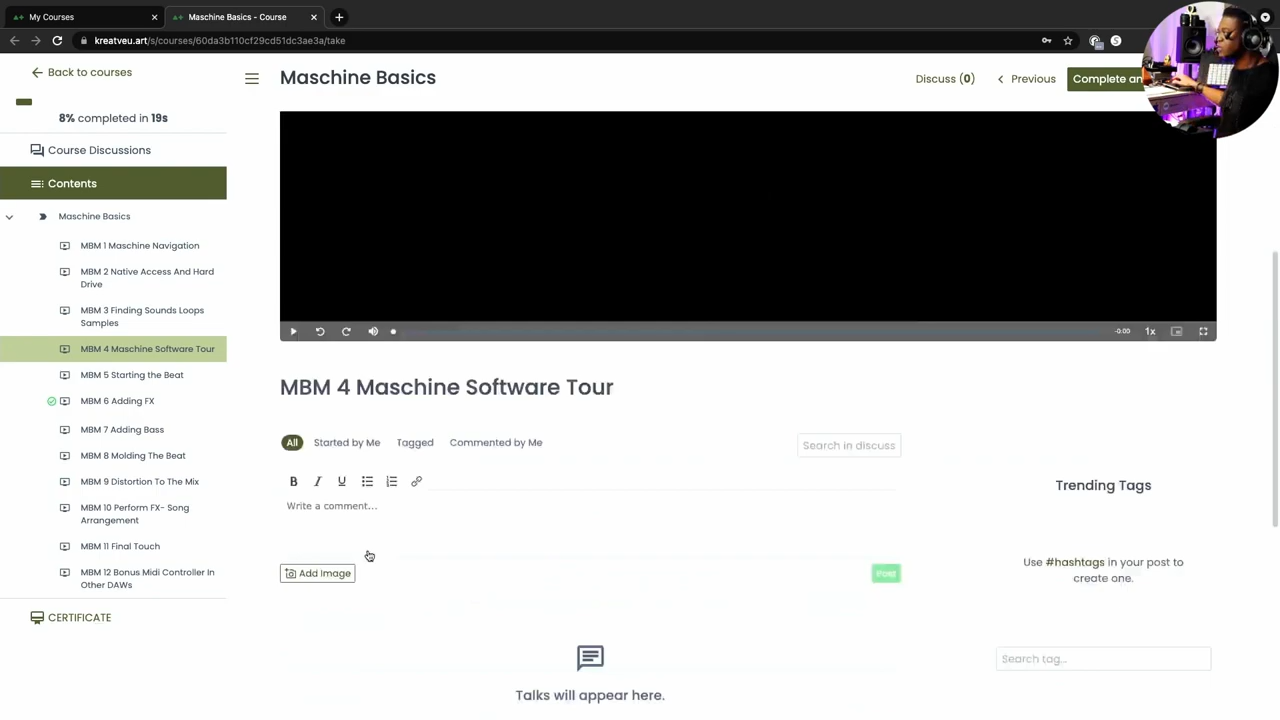 My Courses
Maschine Basics - Course
kreatveu.art/s/courses/60da3b110cf29cd51dc3ae3a/take
Back to courses
8% completed in 19s
Course Discussions
Contents
Maschine Basics
MBM 1 Maschine Navigation
MBM 2 Native Access And Hard
Drive
MBM 3 Finding Sounds Loops
Samples
MBM 4 Maschine Software Tour
MBM 5 Starting the Beat
MBM 6 Adding FX
MBM 7 Adding Bass
MBM 8 Molding The Beat
MBM 9 Distortion To The Mix
MBM 10 Perform FX- Song
Arrangement
MBM 11 Final Touch
MBM 12 Bonus Midi Controller In
Other DAWs
CERTIFICATE
Maschine Basics
Discuss (0)
Previous
Complete an
-0:00
1x
MBM 4 Maschine Software Tour
All
Started by Me
Tagged
Commented by Me
Search in discuss
B I U
Write a comment...
Add Image
Post
Talks will appear here.
Trending Tags
Use #hashtags in your post to
create one.
Search tag...